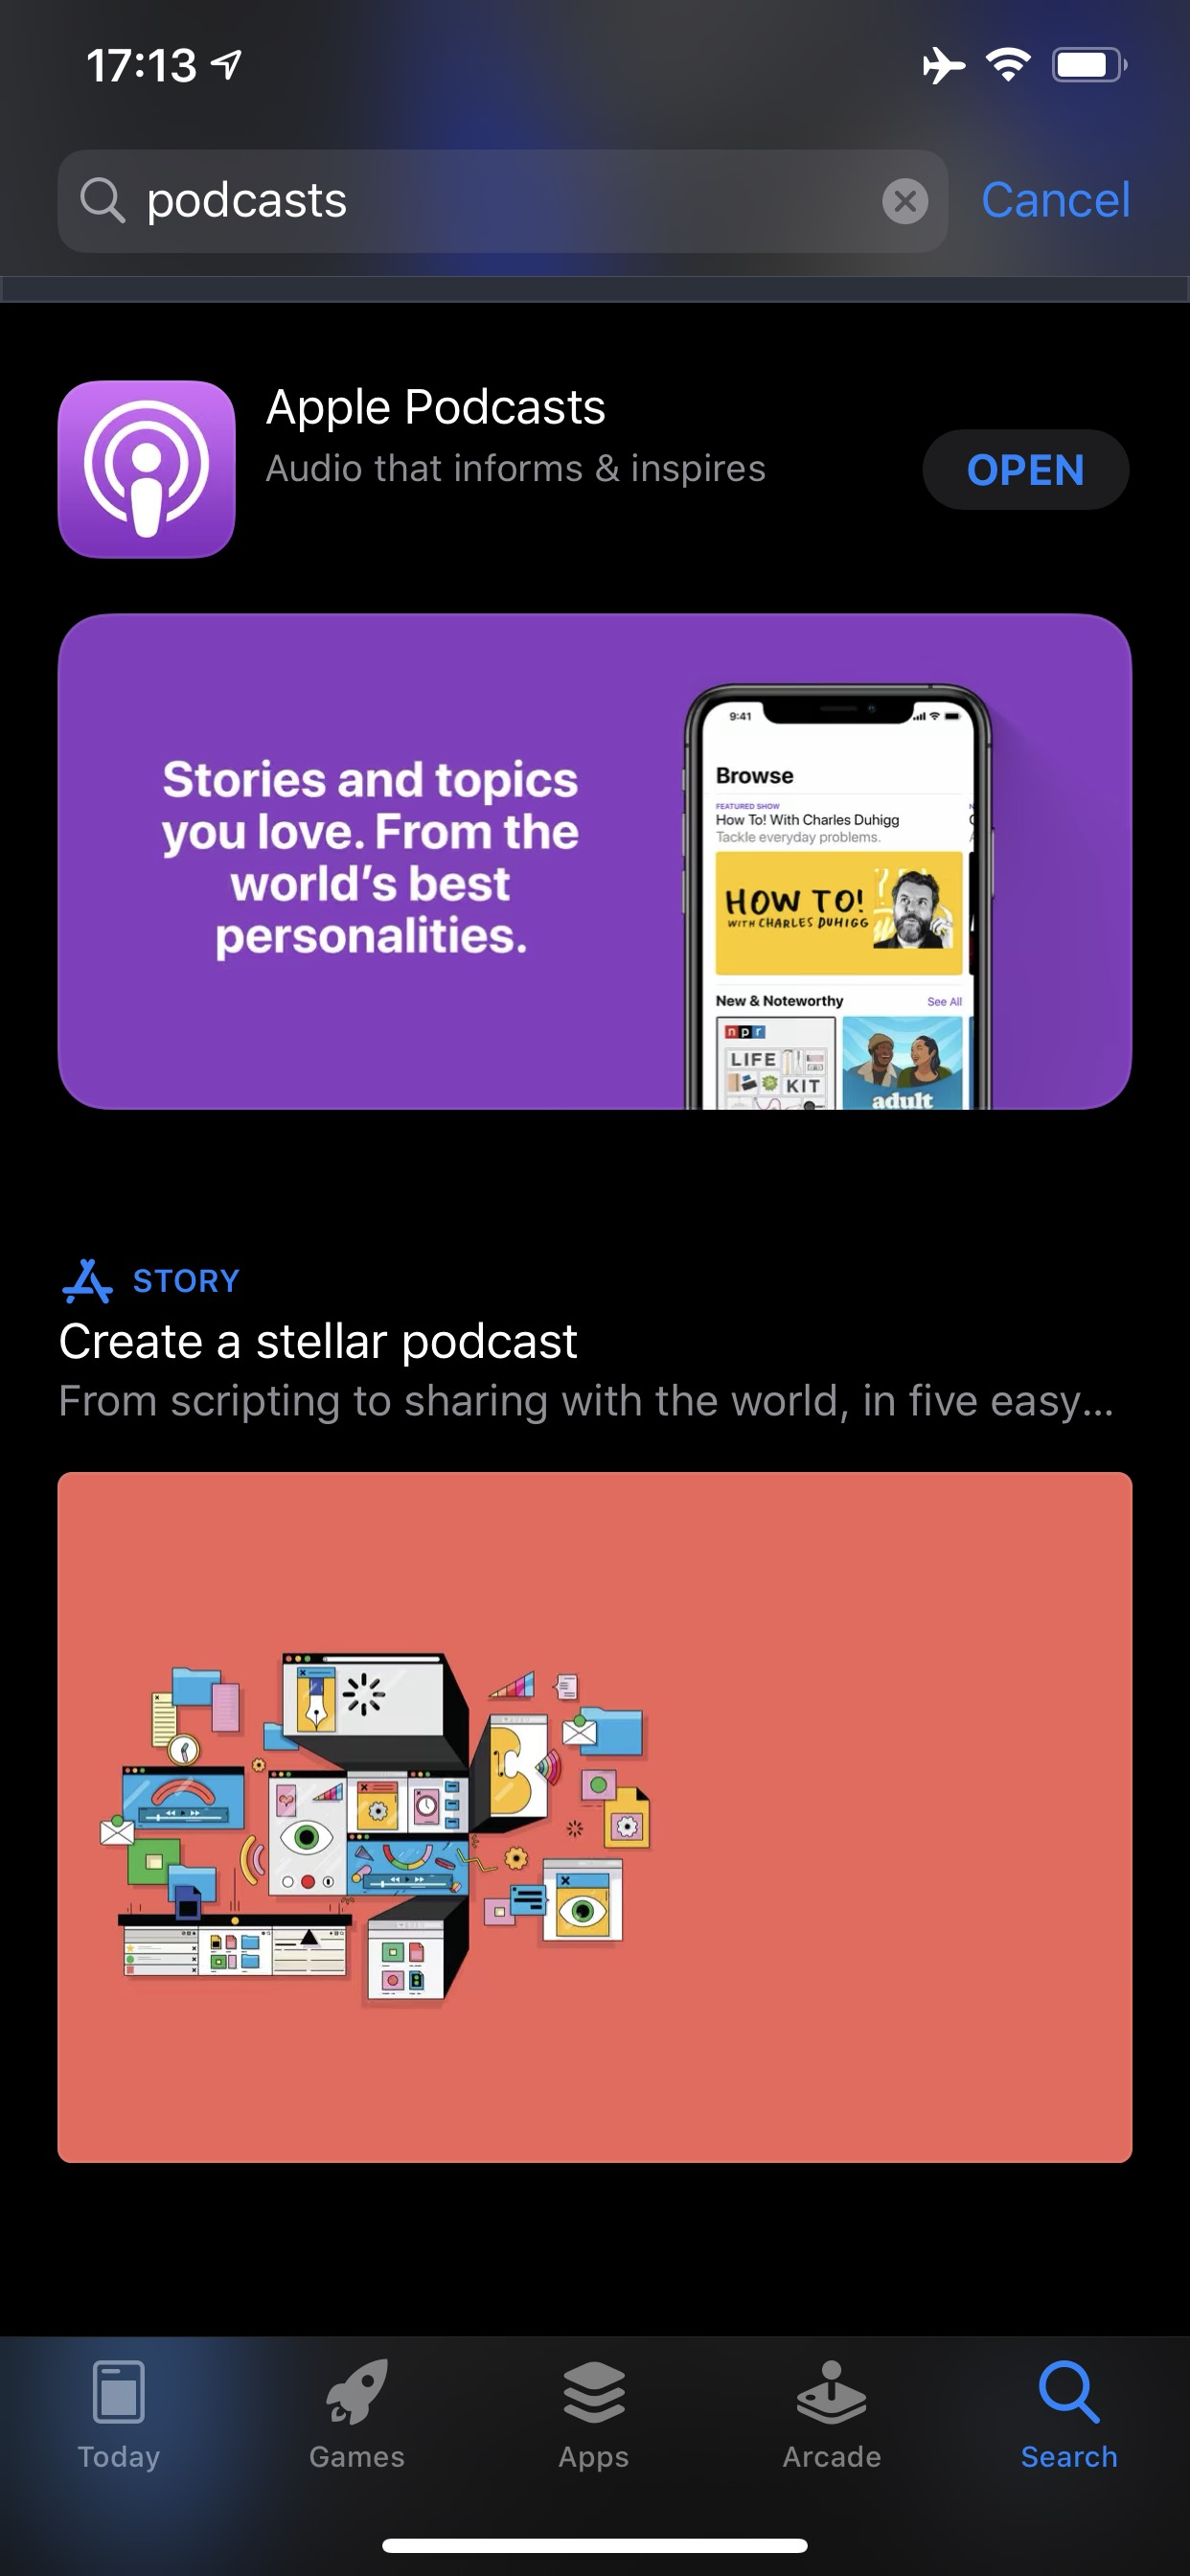 17:13
podcasts
Cancel
Apple Podcasts
Audio that informs & inspires
OPEN
Stories and topics
you love. From the
world's best
personalities.
9:41
Browse
FEATURED SHOW
How To! With Charles Duhigg
Tackle everyday problems.
HOW TO!
WITH CHARLES DUHIGG
New & Noteworthy
See All
npr
LIFE
KIT
adult
STORY
Create a stellar podcast
From scripting to sharing with the world, in five easy...
Today
Games
Apps
Arcade
Search